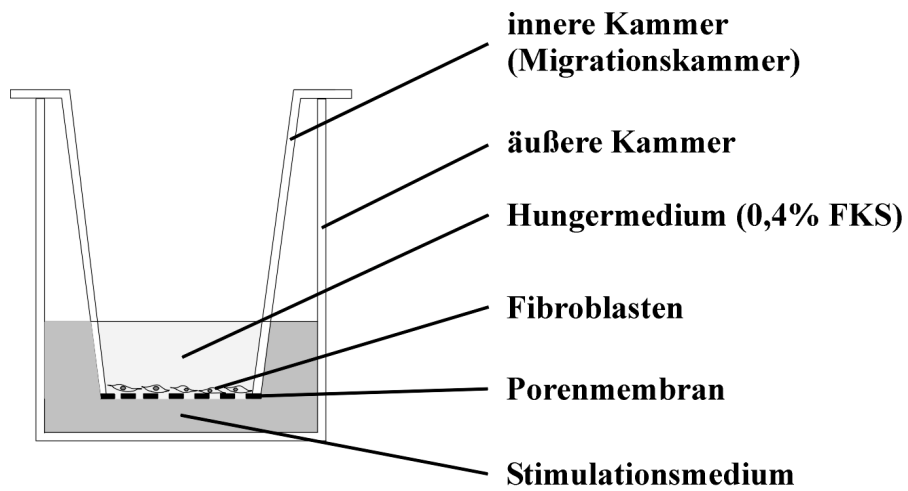 innere Kammer
(Migrationskammer)
äußere Kammer
Hungermedium (0,4% FKS)
Fibroblasten
Porenmembran
Stimulationsmedium